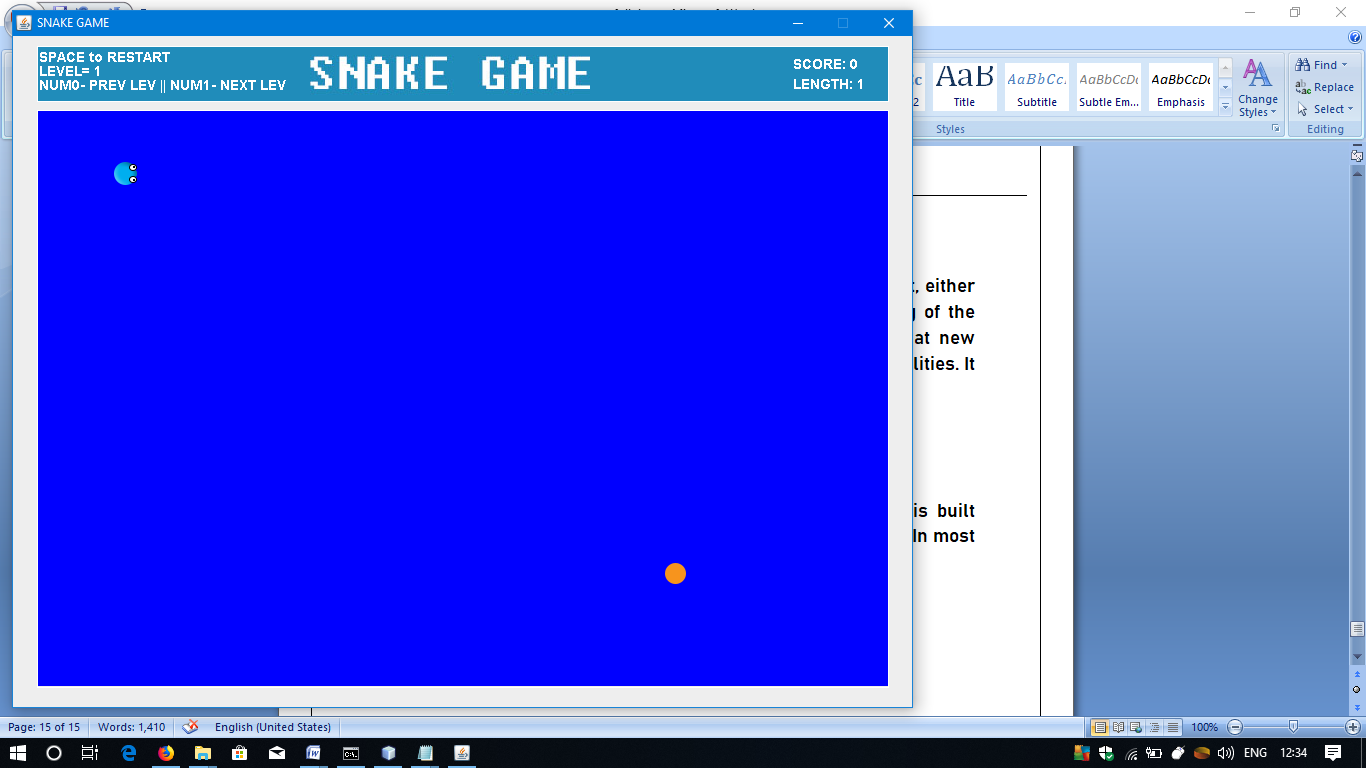 SNAKE GAME
SPACE to RESTART
LEVEL= 1
NUM0- PREV LEV || NUM1- NEXT LEV
SNAKE GAME
SCORE: 0
LENGTH: 1
2
AaB
Title
AaBbCc.
Subtitle
AaBbCcDc
Subtle Em...
AaBbCcDc
Emphasis
Change
Styles
Styles
Find
Replace
Select
Editing
, either
of the
at new
lities. It
is built
In most
Page: 15 of 15
Words: 1,410
English (United States)
100%
ENG
12:34